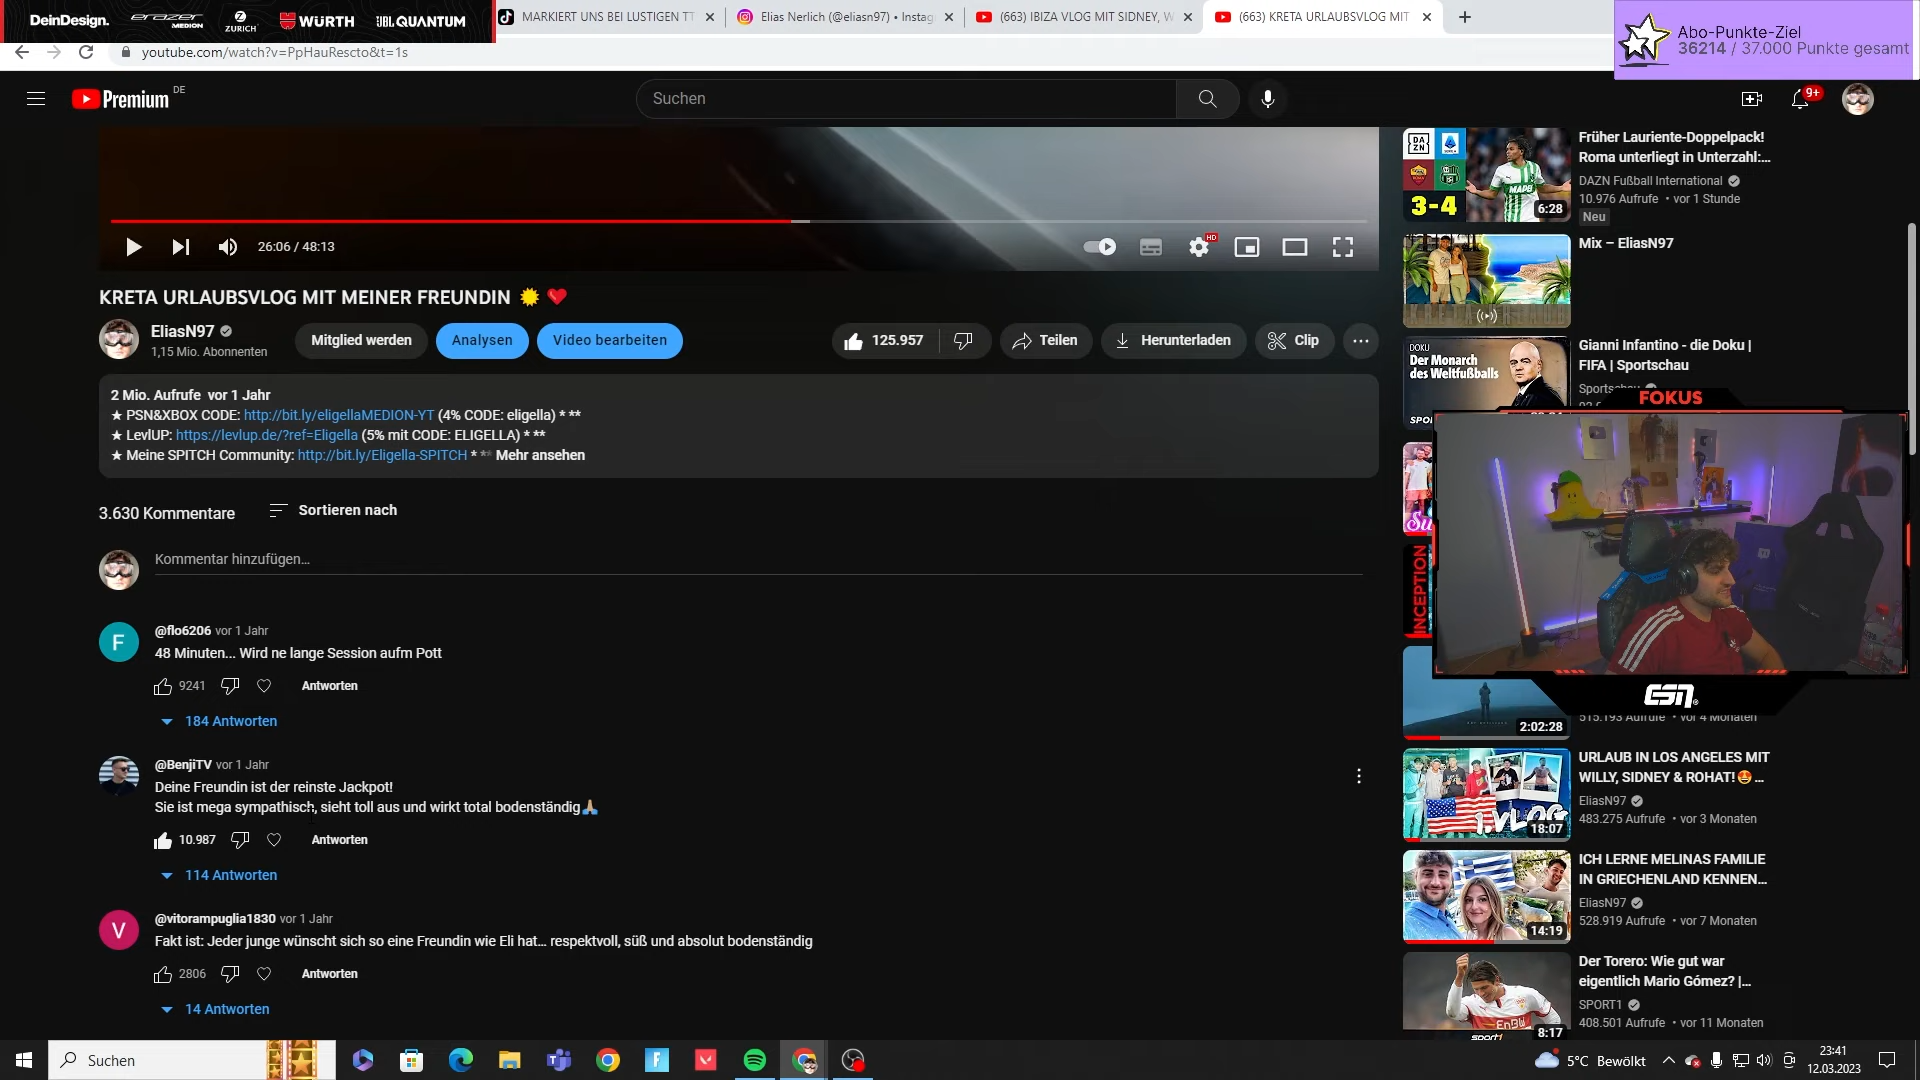 DeinDesign.
erazer
MEDION
ZURICH
WÜRTH
JBL QUANTUM
MARKIERT UNS BEI LUSTIGEN TT
Elias Nerlich (@eliasn97) • Instag
(663) IBIZA VLOG MIT SIDNEY, W
(663) KRETA URLAUBSVLOG MIT
Abo-Punkte-Ziel
36214 / 37.000 Punkte gesamt
youtube.com/watch?v=PpHauRescto&t=1s
Premium
DE
Suchen
9+
26:06 / 48:13
HD
KRETA URLAUBSVLOG MIT MEINER FREUNDIN 🌞 ❤️
EliasN97
1,15 Mio. Abonnenten
Mitglied werden
Analysen
Video bearbeiten
125.957
Teilen
Herunterladen
Clip
2 Mio. Aufrufe vor 1 Jahr
★ PSN&XBOX CODE: http://bit.ly/eligellaMEDION-YT (4% CODE: eligella) * **
★ LevlUP: https://levlup.de/?ref=Eligella (5% mit CODE: ELIGELLA) * **
★ Meine SPITCH Community: http://bit.ly/Eligella-SPITCH * ** Mehr ansehen
3.630 Kommentare
Sortieren nach
Kommentar hinzufügen...
F
@flo6206 vor 1 Jahr
48 Minuten... Wird ne lange Session aufm Pott
9241
Antworten
184 Antworten
@BenjiTV vor 1 Jahr
Deine Freundin ist der reinste Jackpot!
Sie ist mega sympathisch, sieht toll aus und wirkt total bodenständig🙏🏼
10.987
Antworten
114 Antworten
V
@vitorampuglia1830 vor 1 Jahr
Fakt ist: Jeder junge wünscht sich so eine Freundin wie Eli hat... respektvoll, süß und absolut bodenständig
2806
Antworten
14 Antworten
DAZN
SERIE A
MAPEI
3-4
6:28
Früher Lauriente-Doppelpack!
Roma unterliegt in Unterzahl:...
DAZN Fußball International
10.976 Aufrufe • vor 1 Stunde
Neu
Mix – EliasN97
DOKU
Der Monarch
des Weltfußballs
Gianni Infantino - die Doku |
FIFA | Sportschau
FOKUS
INCEPTION
ESN
2:02:28
515.193 Aufrufe • vor 4 Monaten
VLOG
18:07
URLAUB IN LOS ANGELES MIT
WILLY, SIDNEY & ROHAT!🤩 ...
EliasN97
483.275 Aufrufe • vor 3 Monaten
14:19
ICH LERNE MELINAS FAMILIE
IN GRIECHENLAND KENNEN...
EliasN97
528.919 Aufrufe • vor 7 Monaten
EnBW
sport1
8:17
Der Torero: Wie gut war
eigentlich Mario Gómez? |...
SPORT1
408.501 Aufrufe • vor 11 Monaten
Suchen
5°C Bewölkt
23:41
12.03.2023